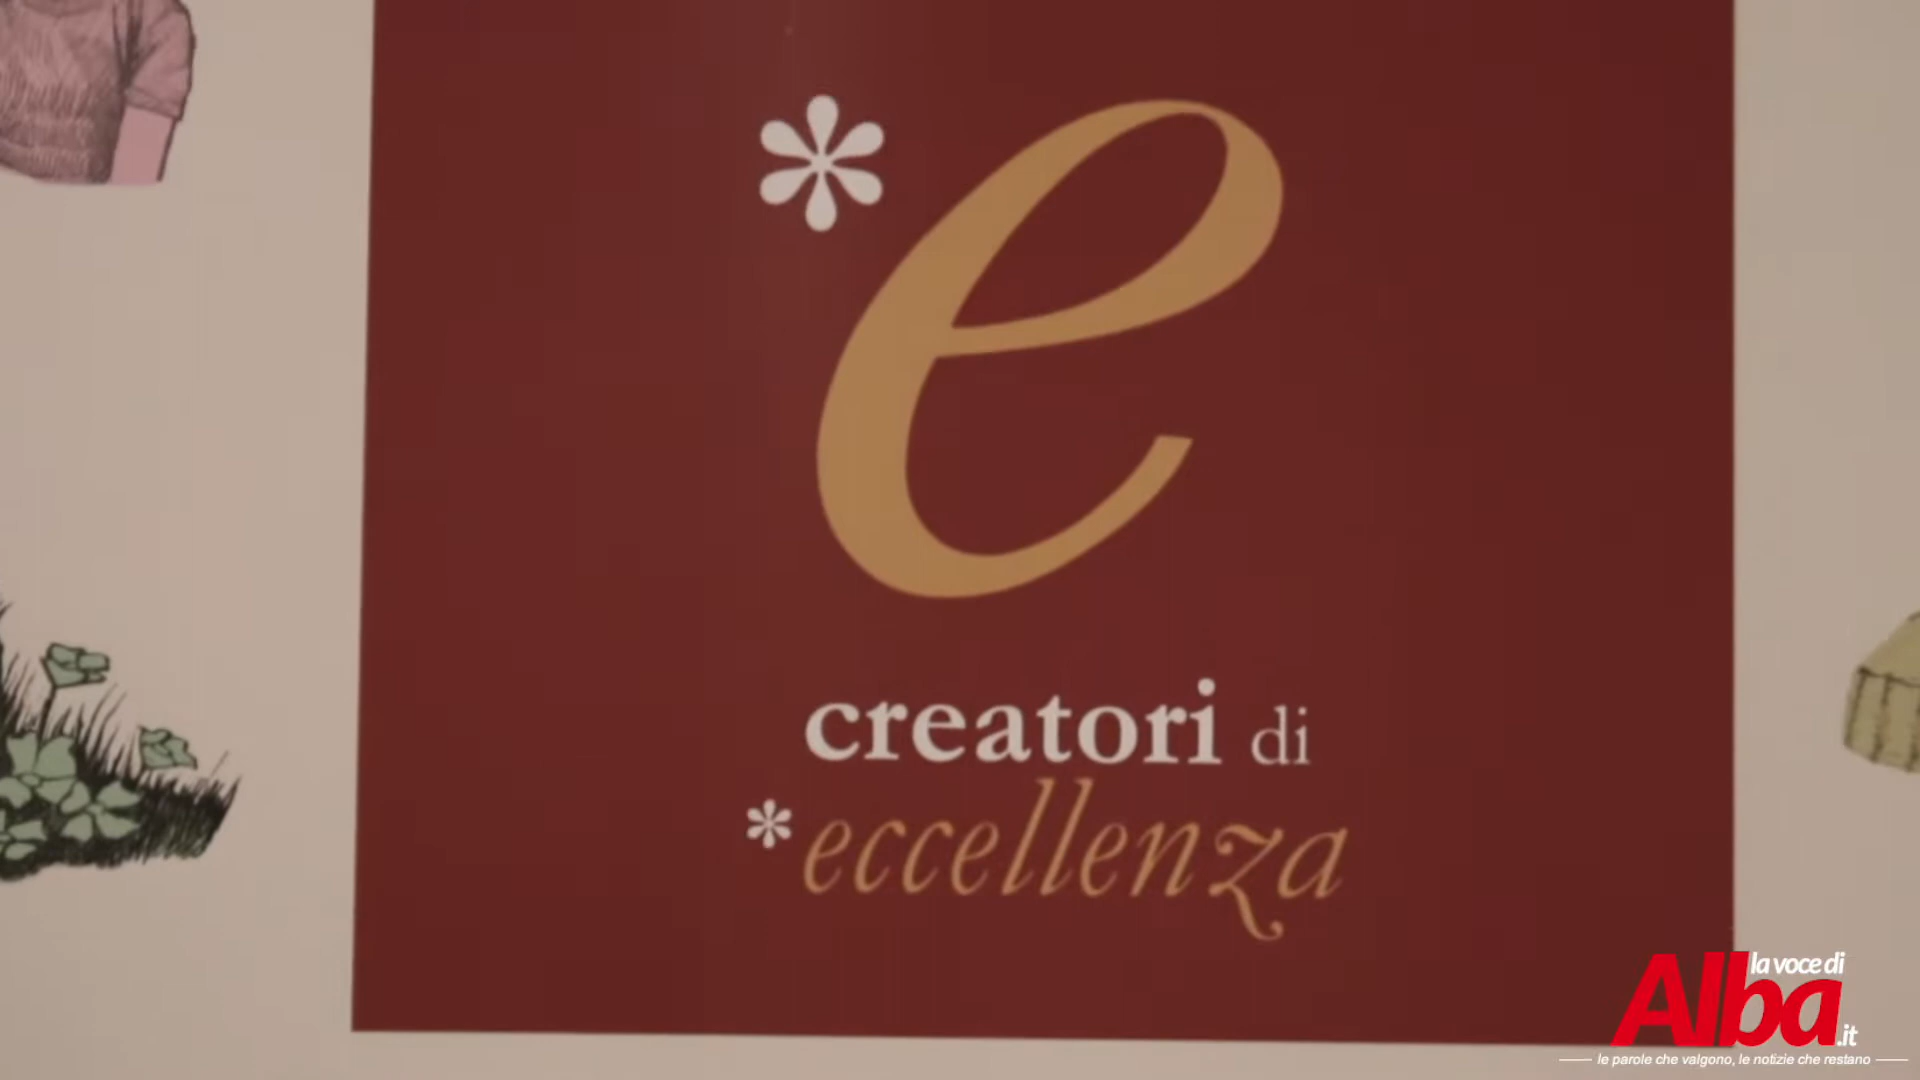 *e
creatori di
*eccellenza
la voce di
Alba.it
le parole che valgono, le notizie che restano